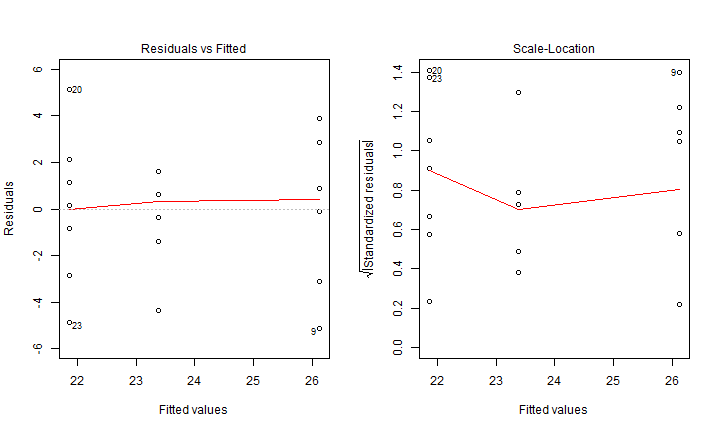 Residuals vs Fitted
Residuals
6
4
2
0
-2
-4
-6
20
23
9
22 23 24 25 26
Fitted values
Scale-Location
√|Standardized residuals|
1.4
1.2
1.0
0.8
0.6
0.4
0.2
0.0
20
23
9
22 23 24 25 26
Fitted values